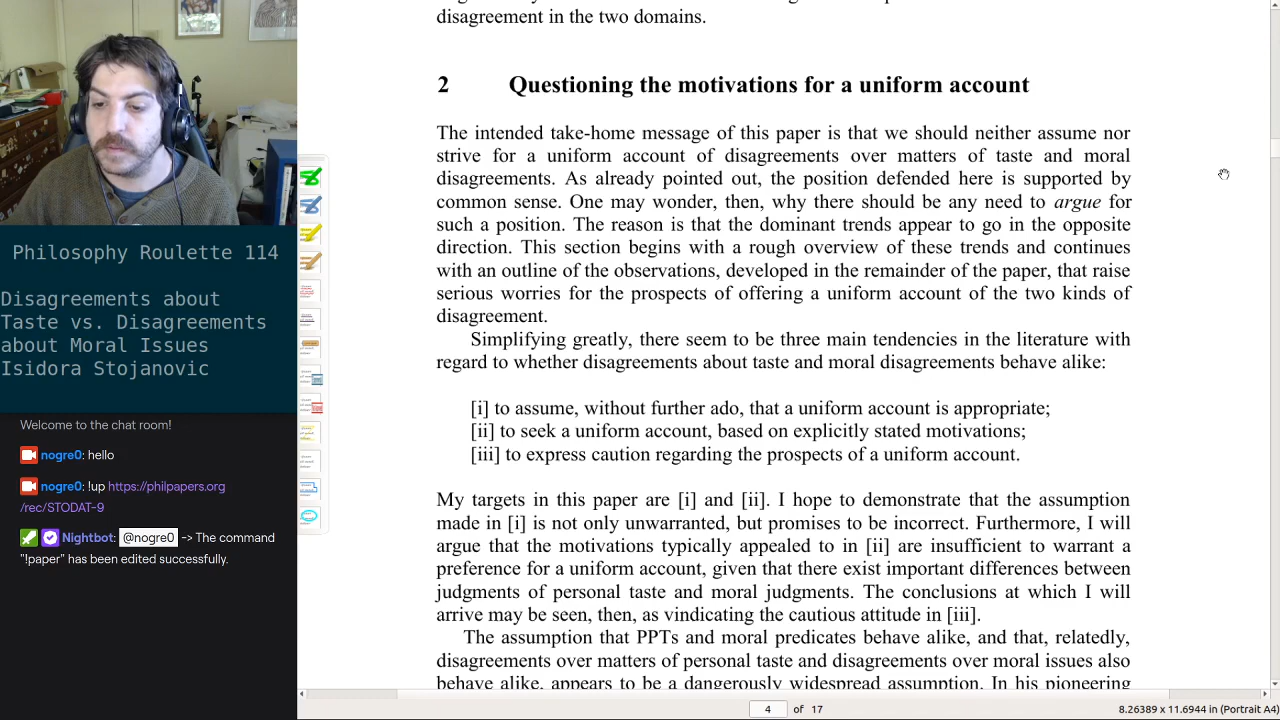 disagreement in the two domains.
2 Questioning the motivations for a uniform account
The intended take-home message of this paper is that we should neither assume nor
strive for a uniform account of disagreements over matters of taste and moral
disagreements. As already pointed out, the position defended here is supported by
common sense. One may wonder, then, why there should be any need to argue for
such a position. The reason is that the dominant trends appear to go in the opposite
direction. This section begins with a rough overview of these trends and continues
with an outline of the observations, developed in the remainder of the paper, that raise
serious worries for the prospects of offering a uniform account of the two kinds of
disagreement.
Simplifying greatly, there seem to be three main tendencies in the literature with
regard to whether disagreements about taste and moral disagreements behave alike:
[i] to assume, without further ado, that a uniform account is appropriate;
[ii] to seek a uniform account, based on explicitly stated motivations;
[iii] to express caution regarding the prospects of a uniform account.
My targets in this paper are [i] and [ii]. I hope to demonstrate that the assumption
made in [i] is not only unwarranted, but promises to be incorrect. Furthermore, I will
argue that the motivations typically appealed to in [ii] are insufficient to warrant a
preference for a uniform account, given that there exist important differences between
judgments of personal taste and moral judgments. The conclusions at which I will
arrive may be seen, then, as vindicating the cautious attitude in [iii].
The assumption that PPTs and moral predicates behave alike, and that, relatedly,
disagreements over matters of personal taste and disagreements over moral issues also
behave alike, appears to be a dangerously widespread assumption. In his pioneering
4 of 17
8.26389 x 11.6944 in (Portrait A4)
Philosophy Roulette 114
Disagreements about
Taste vs. Disagreements
about Moral Issues
Isidora Stojanovic
Welcome to the chat room!
nogre0: hello
nogre0: !up https://philpapers.org
/rec/STODAT-9
Nightbot: @nogre0 -> The command
"!paper" has been edited successfully.